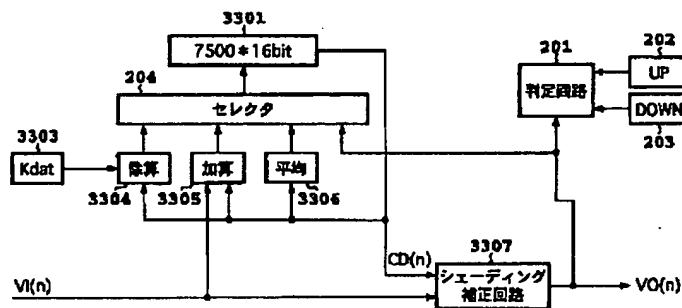 3301
7500*16bit
201
202
判定回路
UP
DOWN
203
204
セレクタ
3303
Kdat
除算
加算
平均
3304
3305
3306
3307
CD(n)
シェーディング
補正回路
VI(n)
VO(n)